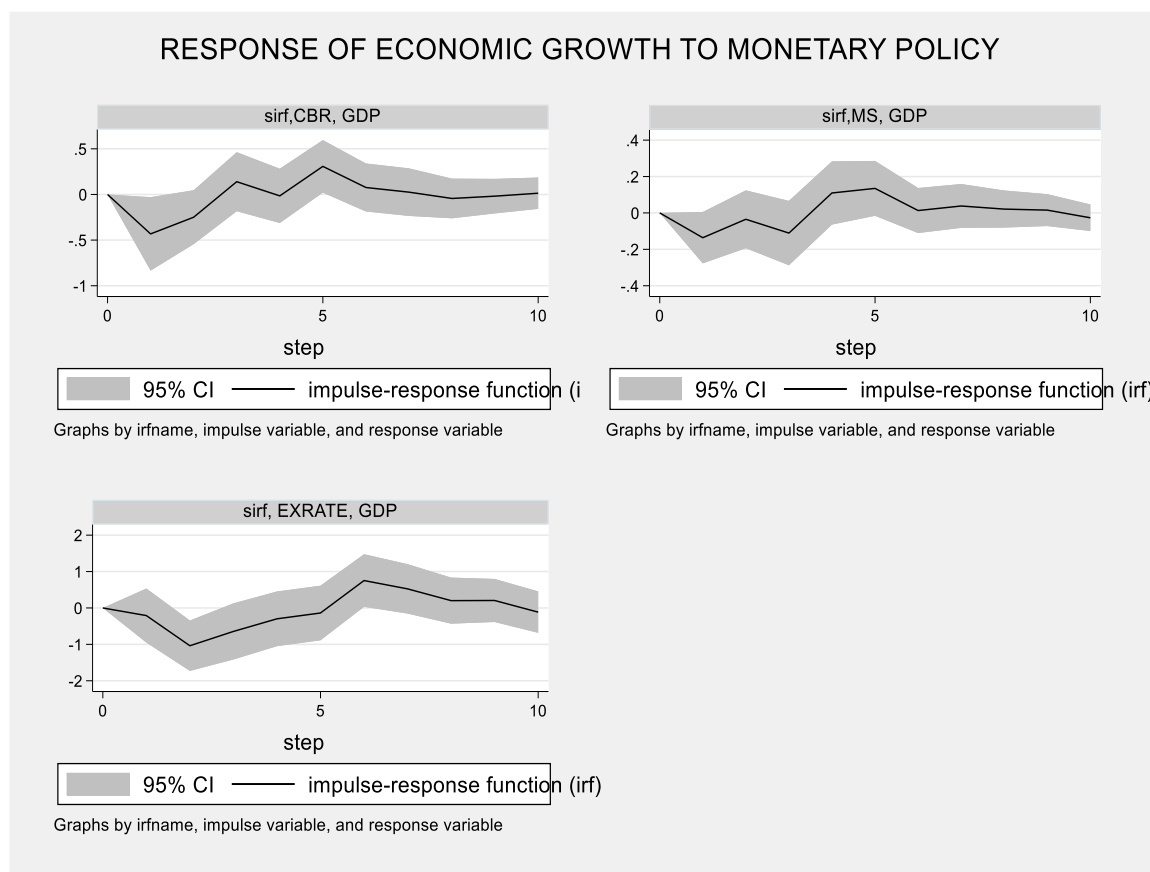 RESPONSE OF ECONOMIC GROWTH TO MONETARY POLICY
sirf,CBR, GDP
.5
0
-.5
-1
0 5 10
step
95% CI impulse-response function (i
Graphs by irfname, impulse variable, and response variable
sirf,MS, GDP
.4
.2
0
-.2
-.4
0 5 10
step
95% CI impulse-response function (irf)
Graphs by irfname, impulse variable, and response variable
sirf, EXRATE, GDP
2
1
0
-1
-2
0 5 10
step
95% CI impulse-response function (irf)
Graphs by irfname, impulse variable, and response variable